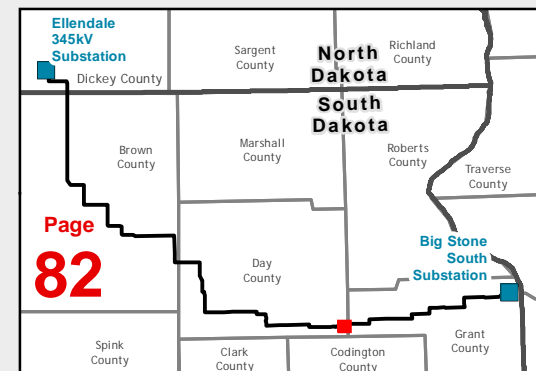 Ellendale
345kV
Substation
Dickey County
Sargent
County
North
Dakota
Richland
County
South
Dakota
Brown
County
Marshall
County
Roberts
County
Traverse
County
Page
82
Day
County
Big Stone
South
Substation
Grant
County
Spink
County
Clark
County
Codington
County